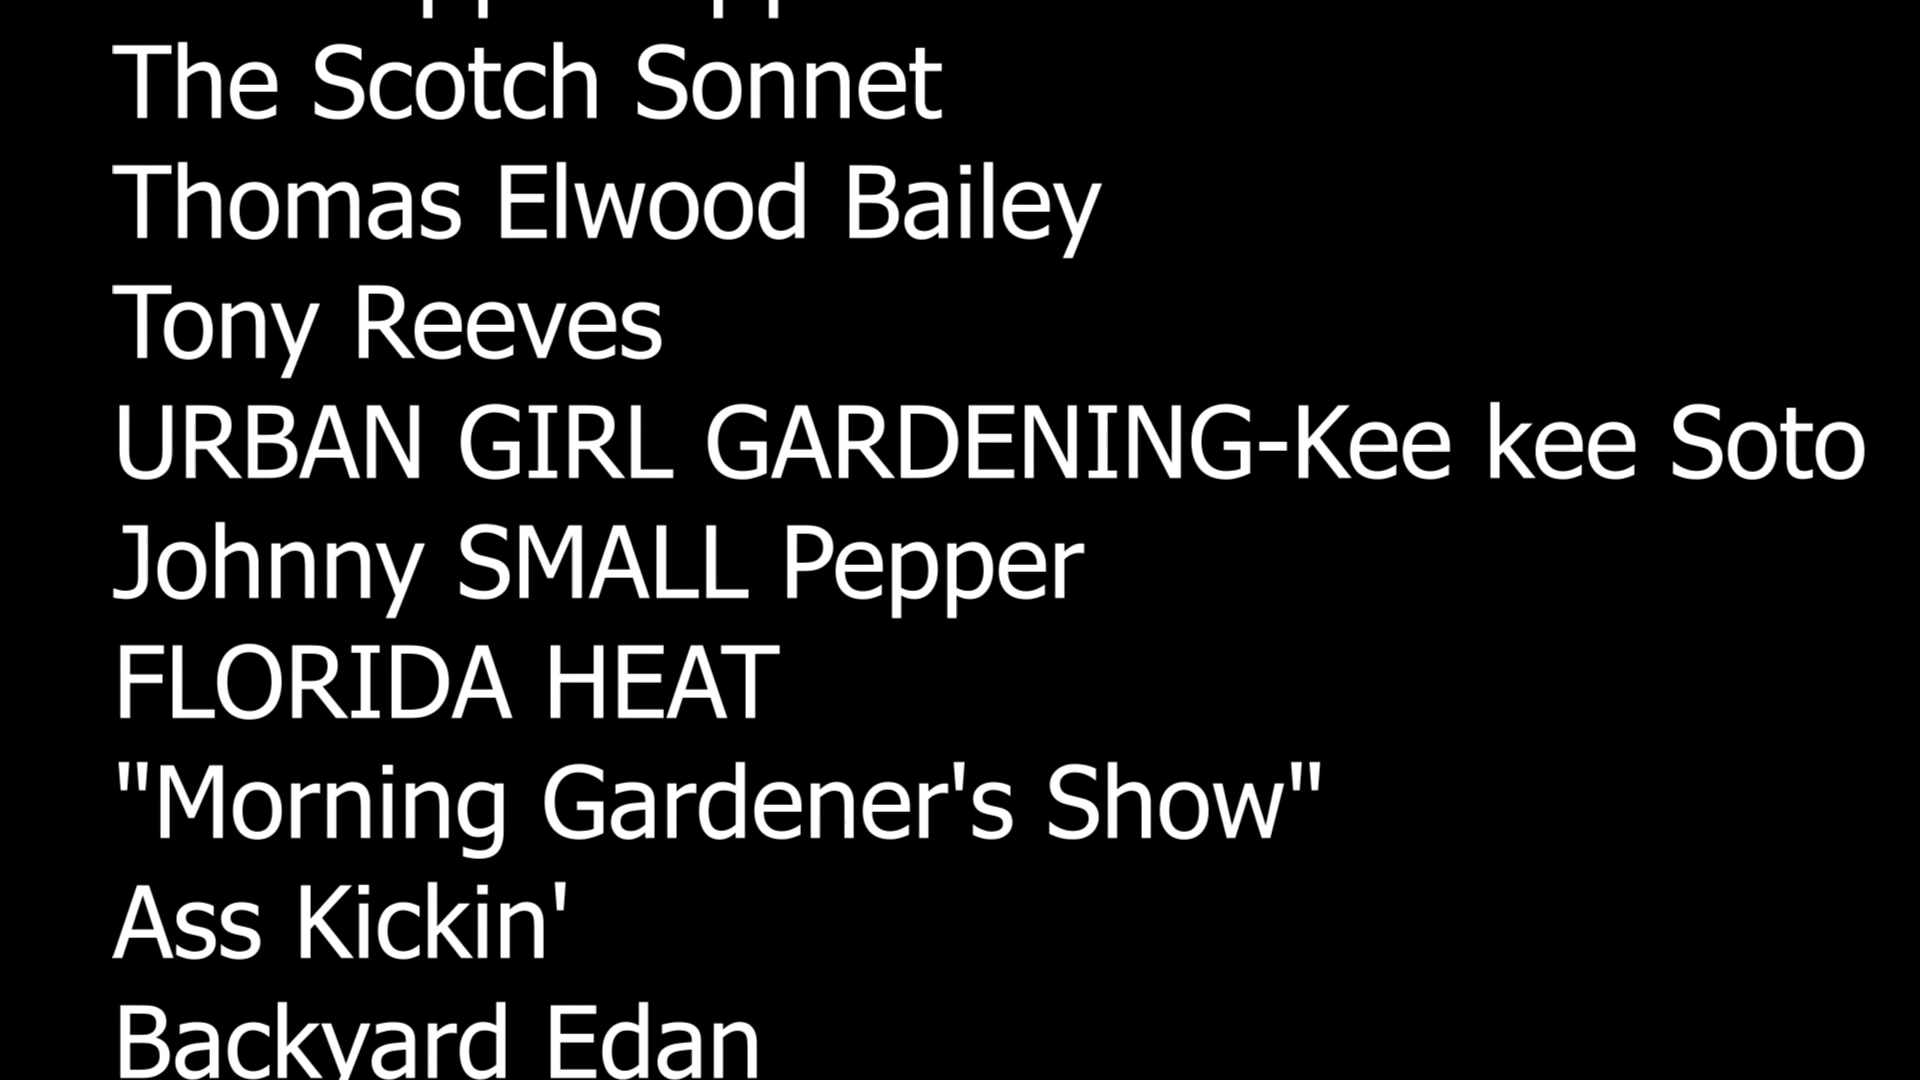 The Scotch Sonnet
Thomas Elwood Bailey
Tony Reeves
URBAN GIRL GARDENING-Kee kee Soto
Johnny SMALL Pepper
FLORIDA HEAT
"Morning Gardener's Show"
Ass Kickin'
Backyard Edan